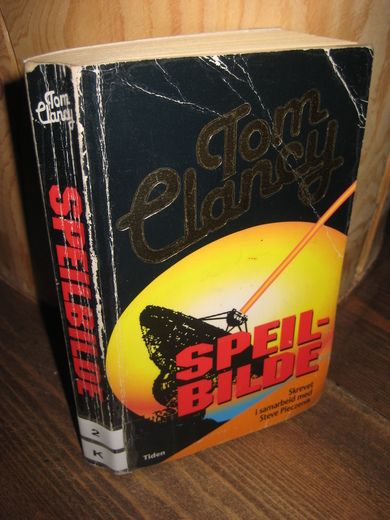 Tom
Clancy
SPEILBILDE
2
K
Tom
Clancy
SPEIL-
BILDE
Skrevet
i samarbeid med
Steve Pieczenik
Tiden